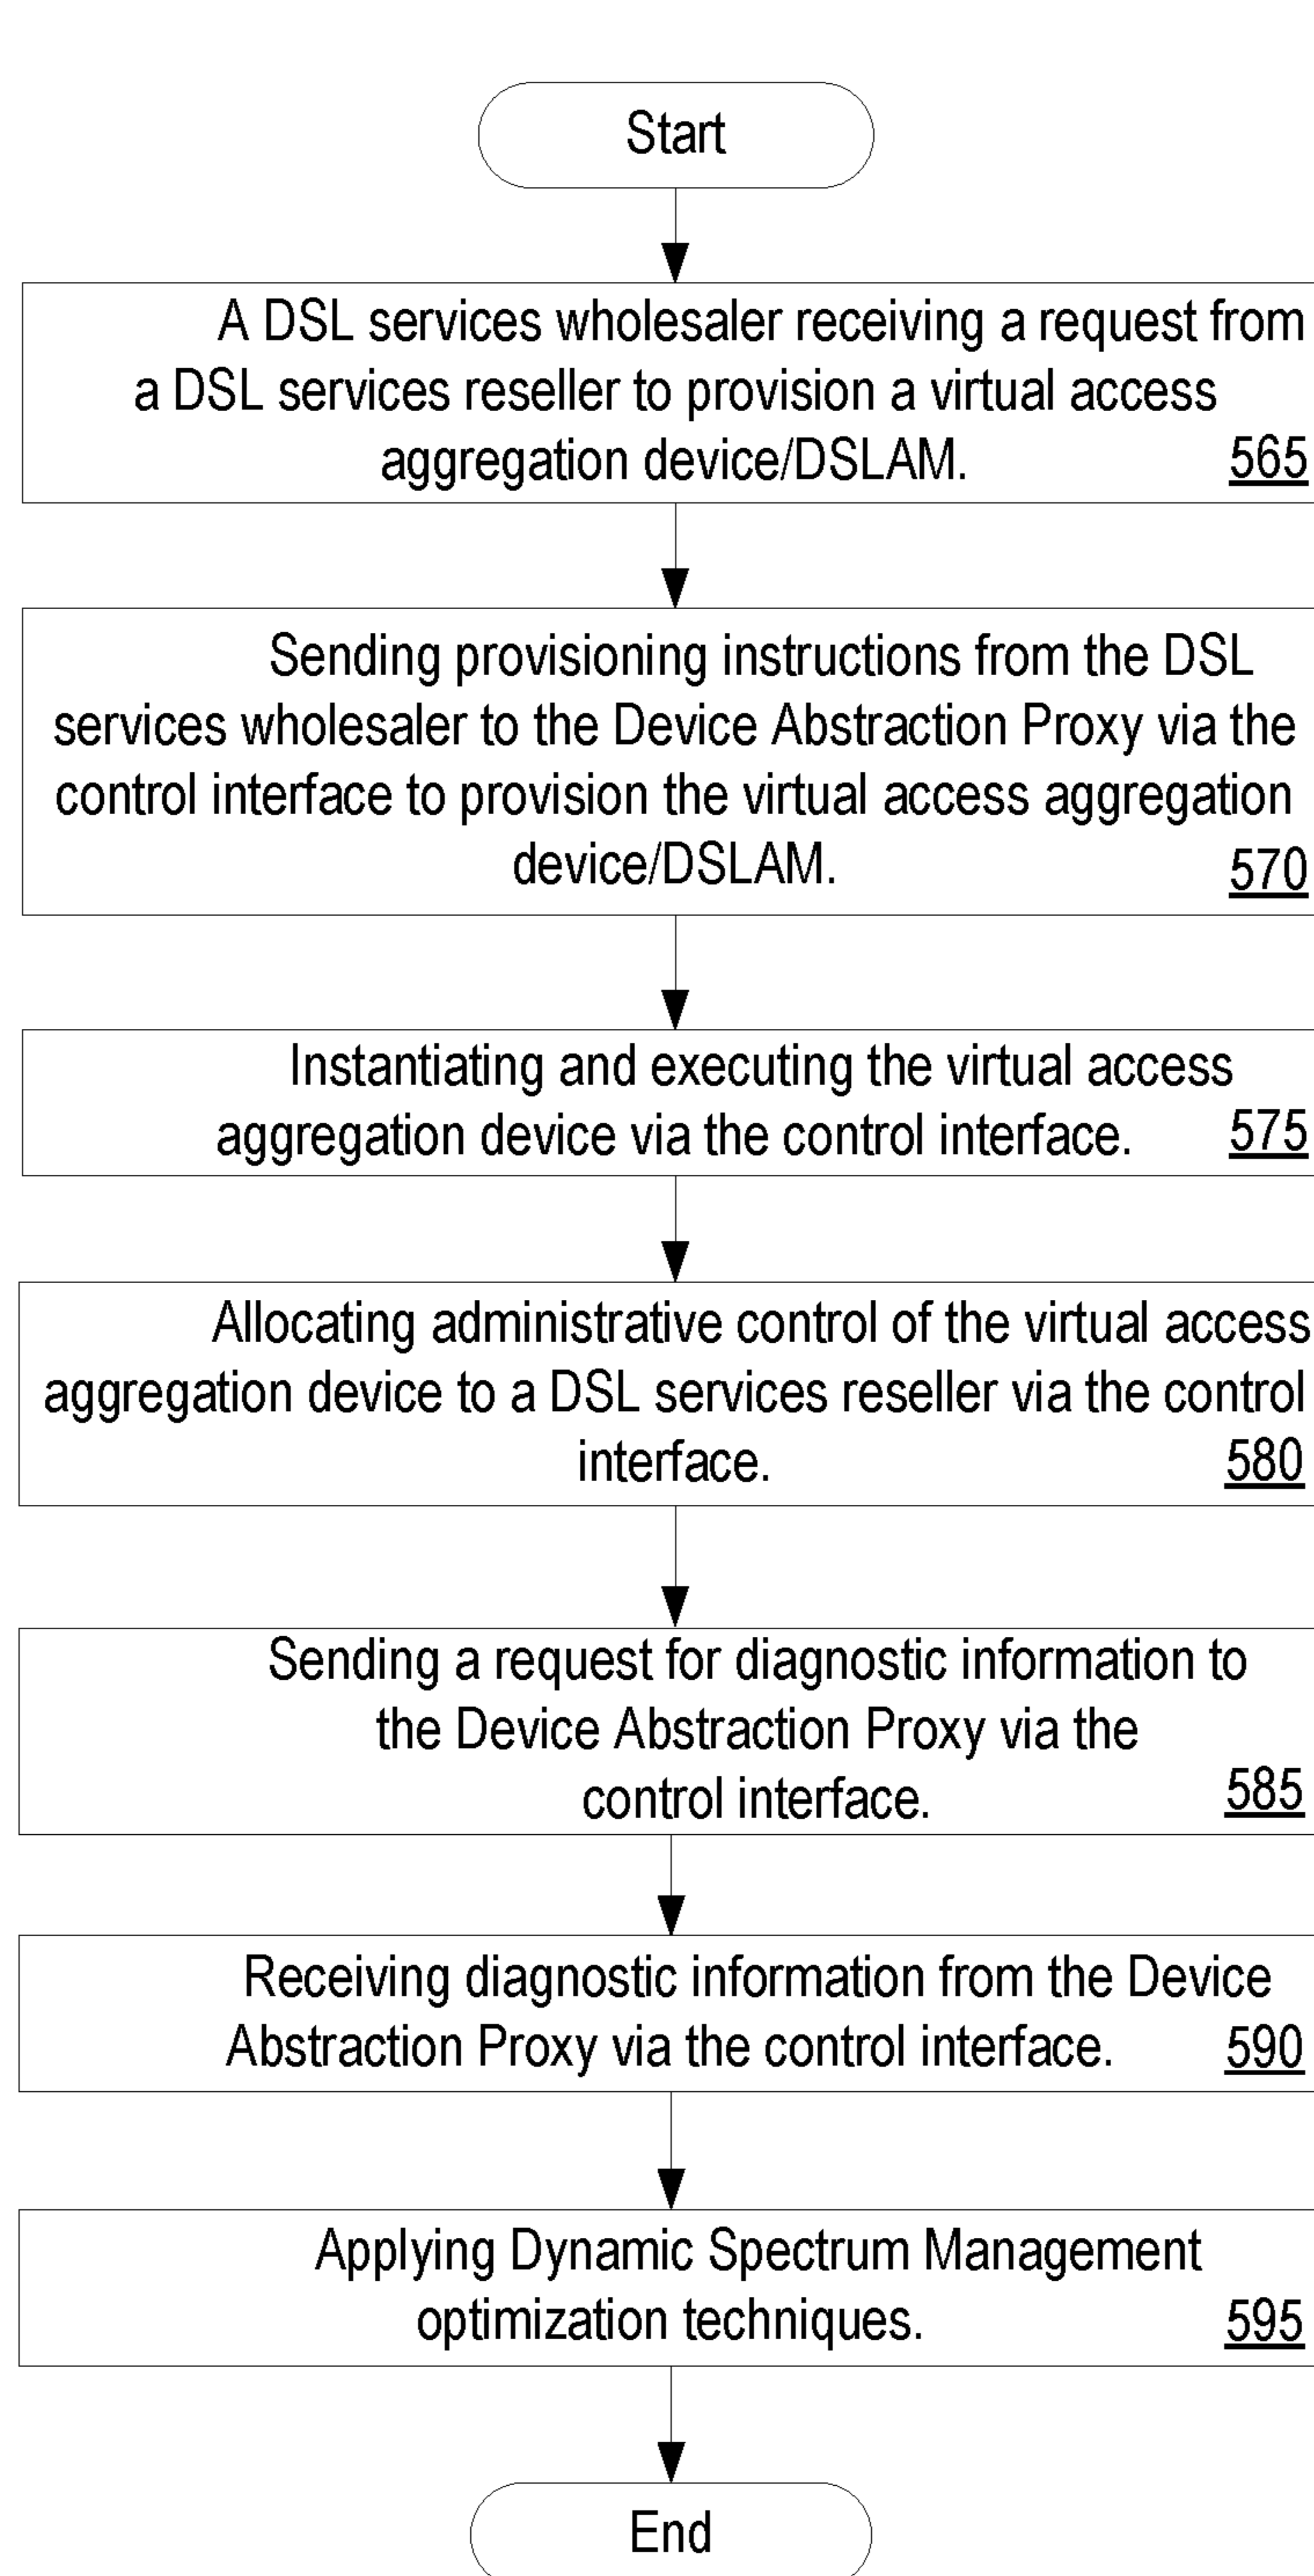 Start
A DSL services wholesaler receiving a request from
a DSL services reseller to provision a virtual access
aggregation device/DSLAM.
565
Sending provisioning instructions from the DSL
services wholesaler to the Device Abstraction Proxy via the
control interface to provision the virtual access aggregation
device/DSLAM.
570
Instantiating and executing the virtual access
aggregation device via the control interface.
575
Allocating administrative control of the virtual access
aggregation device to a DSL services reseller via the control
interface.
580
Sending a request for diagnostic information to
the Device Abstraction Proxy via the
control interface.
585
Receiving diagnostic information from the Device
Abstraction Proxy via the control interface.
590
Applying Dynamic Spectrum Management
optimization techniques.
595
End